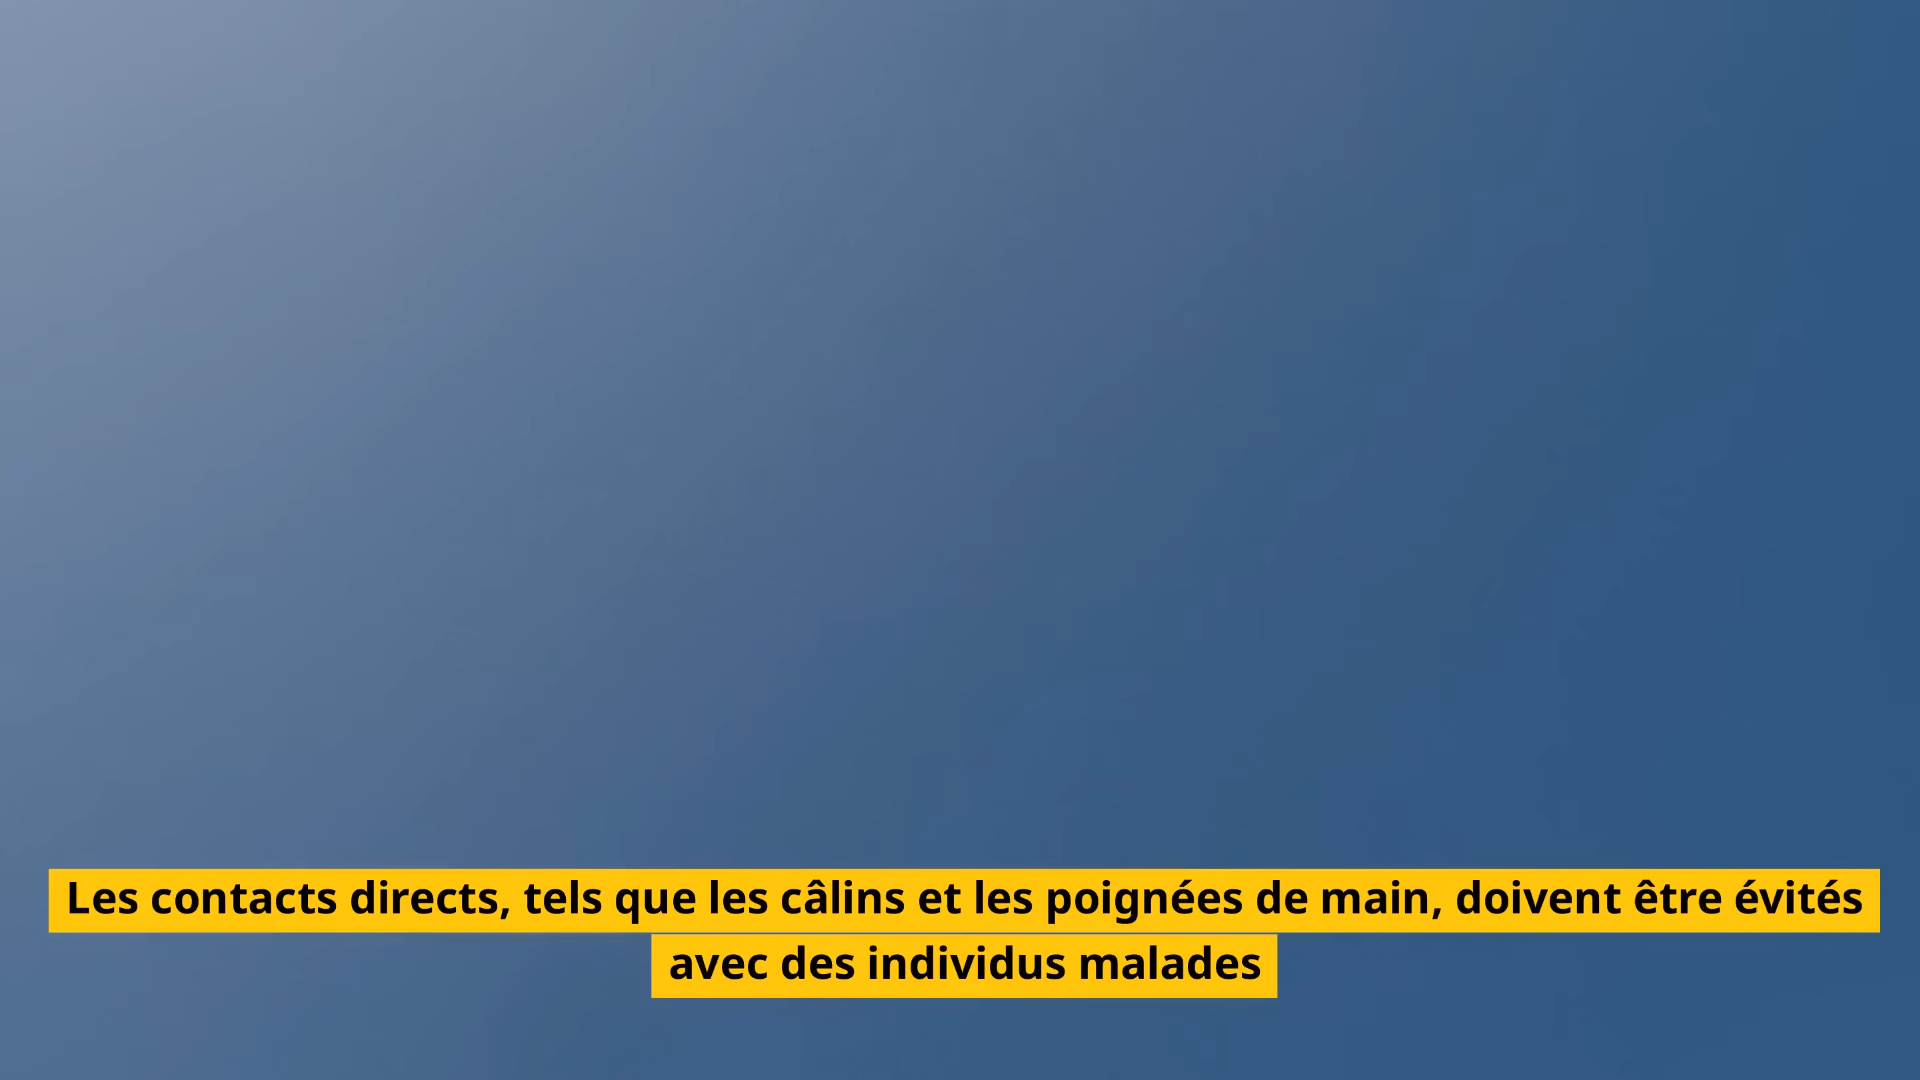 Les contacts directs, tels que les câlins et les poignées de main, doivent être évités
avec des individus malades